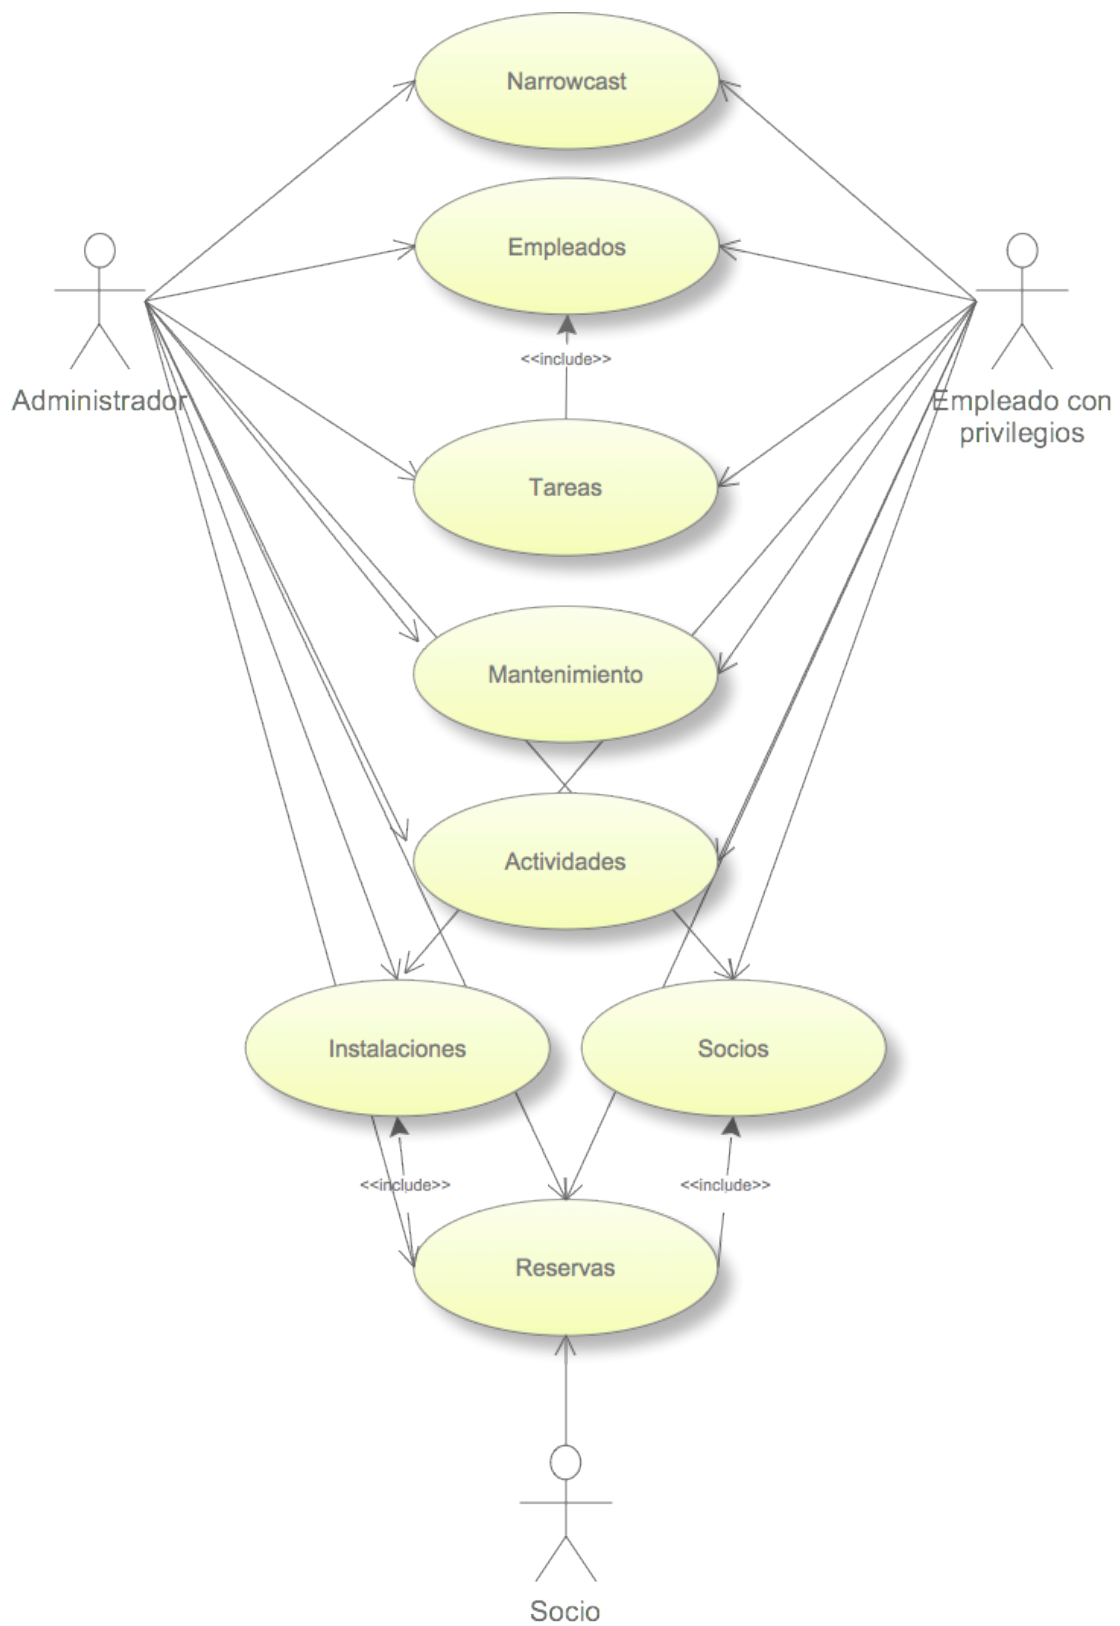 Narrowcast
Empleados
<<include>>
Administrador
Empleado con
privilegios
Tareas
Mantenimiento
Actividades
Instalaciones
Socios
<<include>>
<<include>>
Reservas
Socio